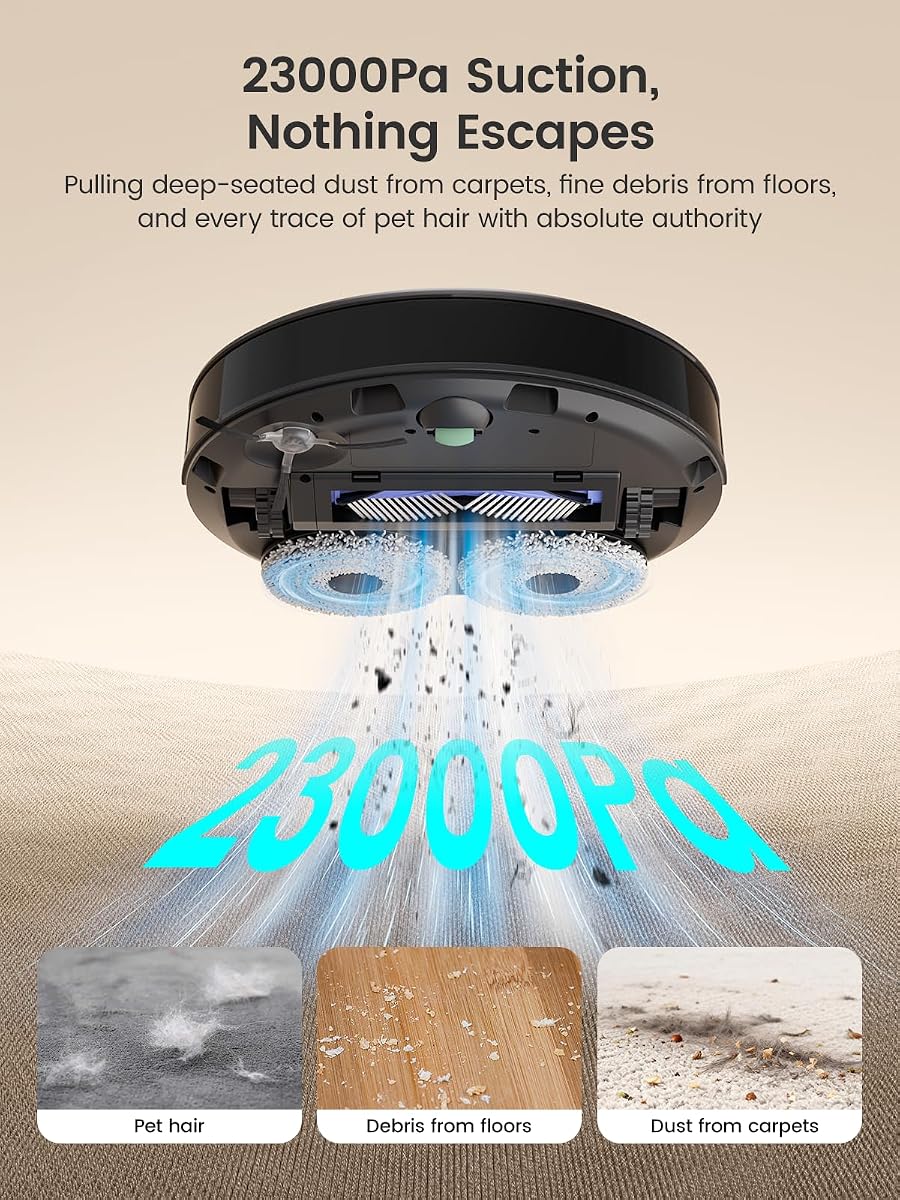 23000Pa Suction,
Nothing Escapes
Pulling deep-seated dust from carpets, fine debris from floors,
and every trace of pet hair with absolute authority
23000Pa
Pet hair
Debris from floors
Dust from carpets